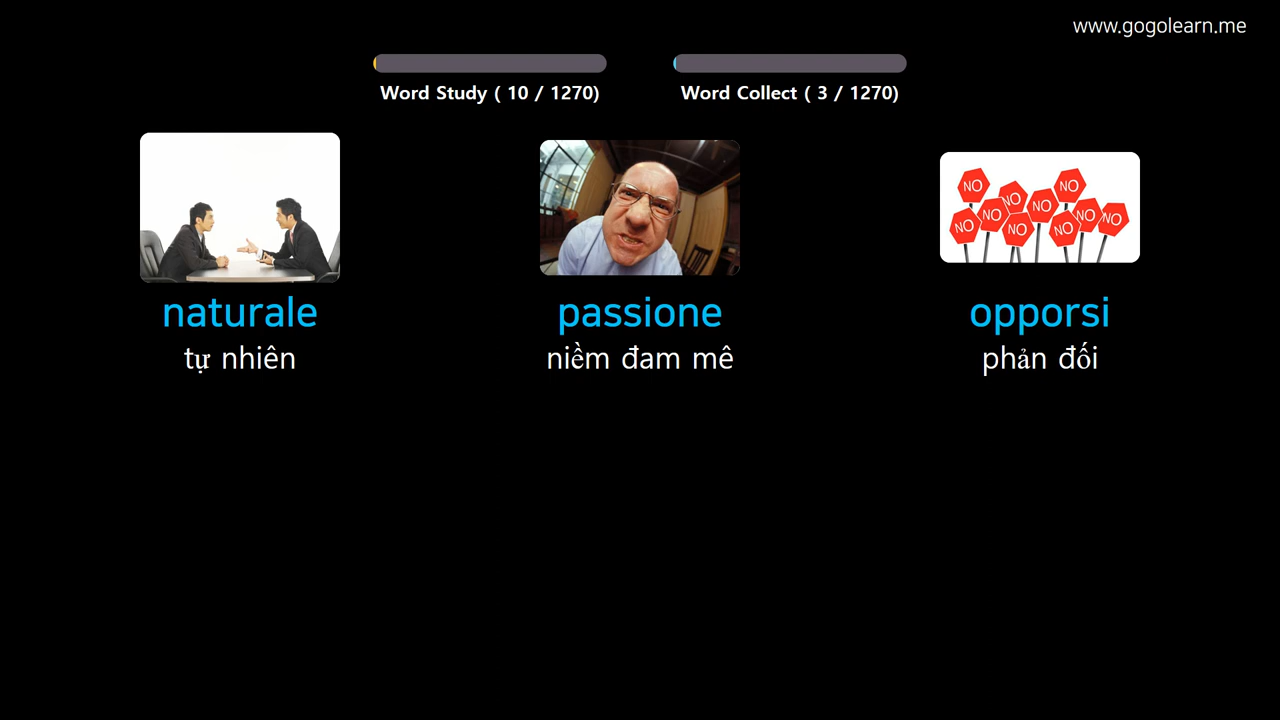 www.gogolearn.me
Word Study ( 10 / 1270)
Word Collect ( 3 / 1270)
NO NO NO NO NO NO NO NO NO NO
naturale
tự nhiên
passione
niềm đam mê
opporsi
phản đối